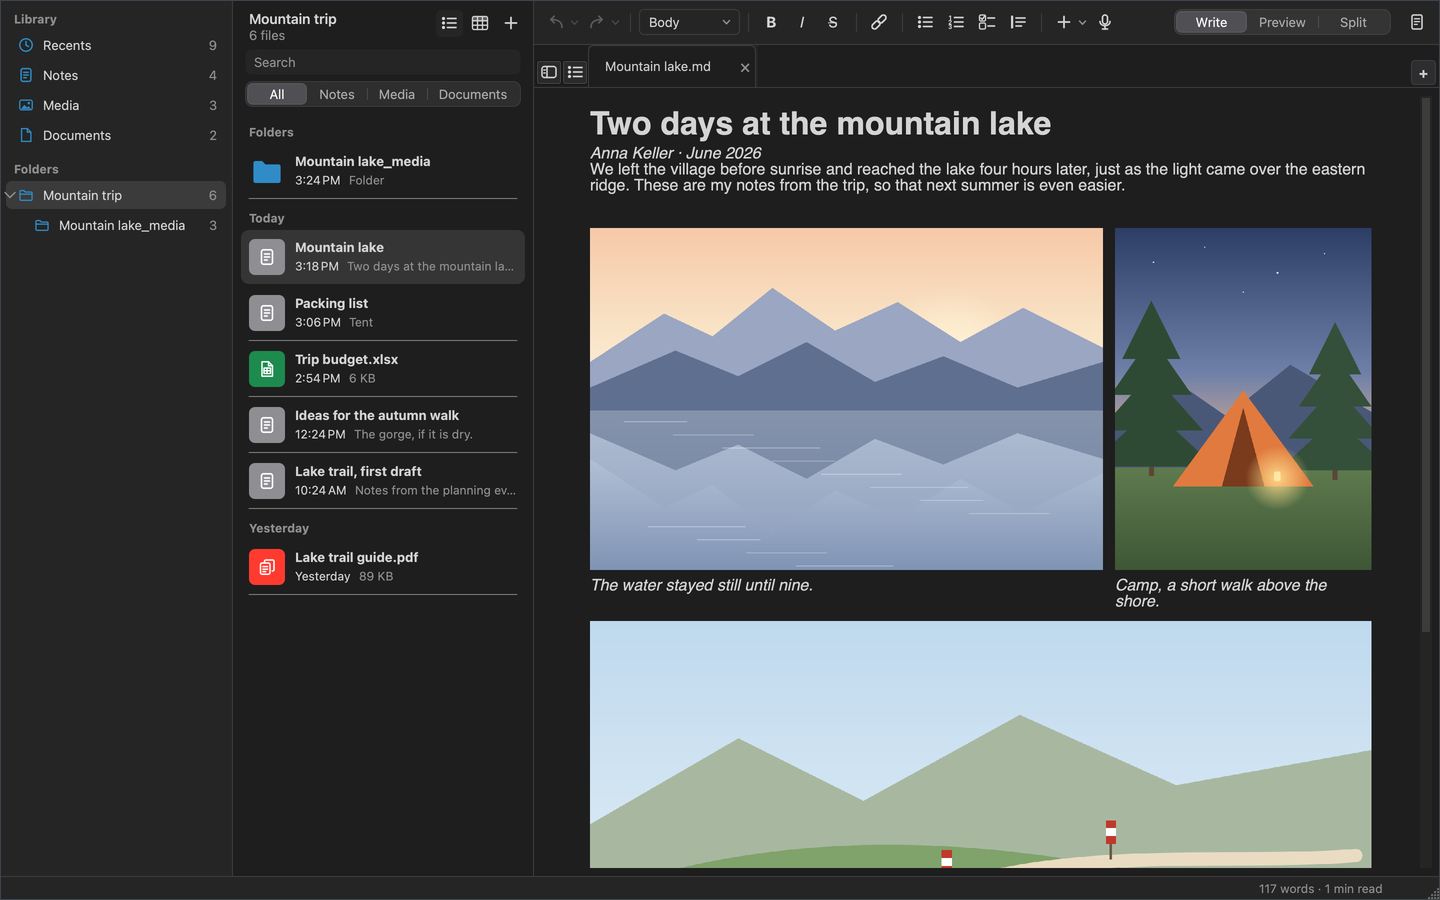 Library
Recents 9
Notes 4
Media 3
Documents 2
Folders
Mountain trip 6
Mountain lake_media 3
Mountain trip
6 files
Search
All Notes Media Documents
Folders
Mountain lake_media
3:24 PM Folder
Today
Mountain lake
3:18 PM Two days at the mountain la...
Packing list
3:06 PM Tent
Trip budget.xlsx
2:54 PM 6 KB
Ideas for the autumn walk
12:24 PM The gorge, if it is dry.
Lake trail, first draft
10:24 AM Notes from the planning ev...
Yesterday
Lake trail guide.pdf
Yesterday 89 KB
Body B I S Write Preview Split
Mountain lake.md
Two days at the mountain lake
Anna Keller · June 2026
We left the village before sunrise and reached the lake four hours later, just as the light came over the eastern
ridge. These are my notes from the trip, so that next summer is even easier.
The water stayed still until nine.
Camp, a short walk above the
shore.
117 words · 1 min read